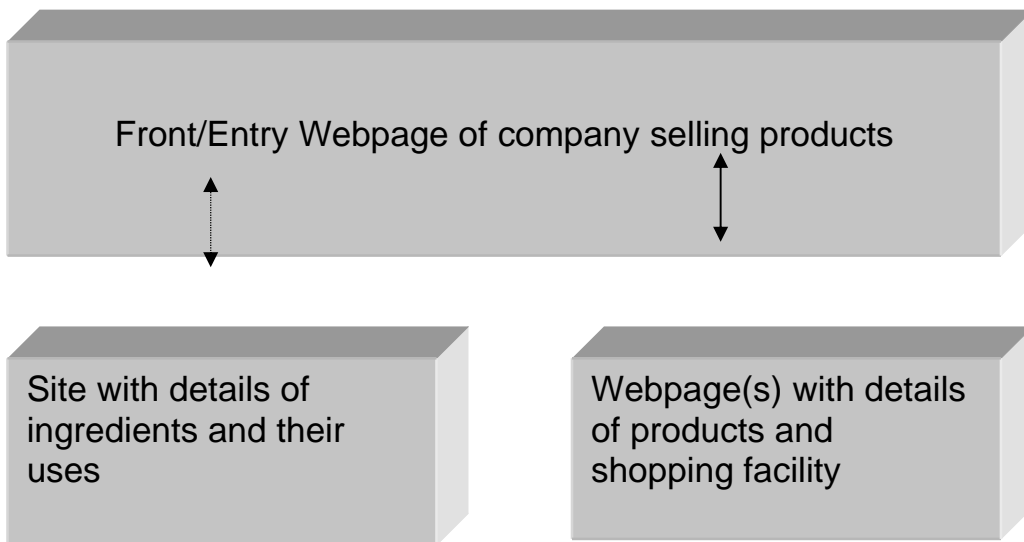 Front/Entry Webpage of company selling products
Site with details of
ingredients and their
uses
Webpage(s) with details
of products and
shopping facility